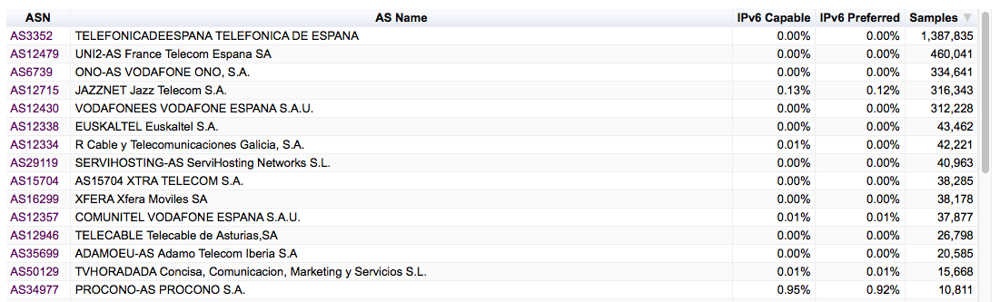 ASN AS Name IPv6 Capable IPv6 Preferred Samples ▼
AS3352 TELEFONICADEESPANA TELEFONICA DE ESPANA 0.00% 0.00% 1,387,835
AS12479 UNI2-AS France Telecom Espana SA 0.00% 0.00% 460,041
AS6739 ONO-AS VODAFONE ONO, S.A. 0.00% 0.00% 334,641
AS12715 JAZZNET Jazz Telecom S.A. 0.13% 0.12% 316,343
AS12430 VODAFONEES VODAFONE ESPANA S.A.U. 0.00% 0.00% 312,228
AS12338 EUSKALTEL Euskaltel S.A. 0.00% 0.00% 43,462
AS12334 R Cable y Telecomunicaciones Galicia, S.A. 0.01% 0.00% 42,221
AS29119 SERVIHOSTING-AS ServiHosting Networks S.L. 0.00% 0.00% 40,963
AS15704 AS15704 XTRA TELECOM S.A. 0.00% 0.00% 38,285
AS16299 XFERA Xfera Moviles SA 0.00% 0.00% 38,178
AS12357 COMUNITEL VODAFONE ESPANA S.A.U. 0.01% 0.01% 37,877
AS12946 TELECABLE Telecable de Asturias,SA 0.00% 0.00% 26,798
AS35699 ADAMOEU-AS Adamo Telecom Iberia S.A 0.00% 0.00% 20,585
AS50129 TVHORADADA Concisa, Comunicacion, Marketing y Servicios S.L. 0.01% 0.01% 15,668
AS34977 PROCONO-AS PROCONO S.A. 0.95% 0.92% 10,811